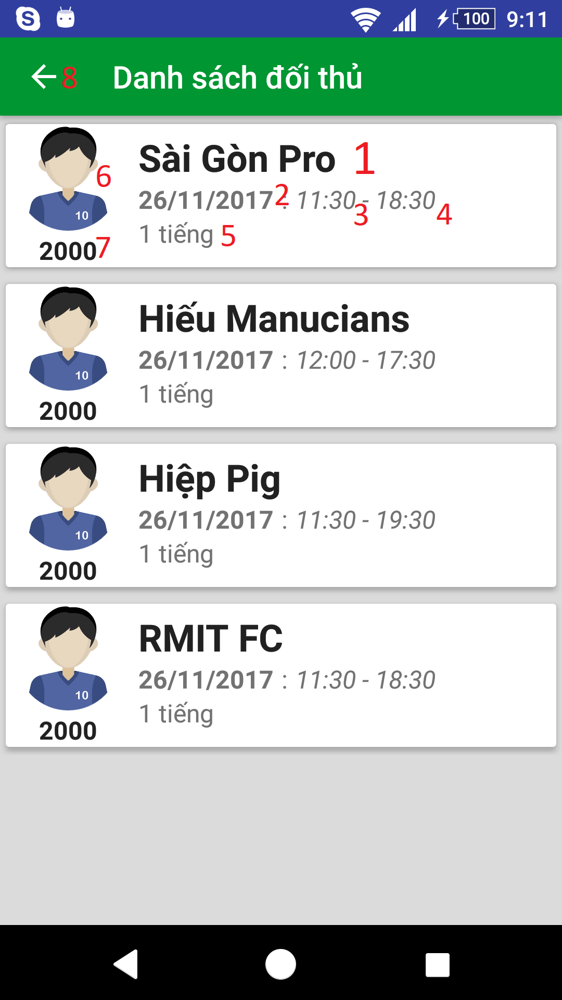 S 100 9:11
8 Danh sách đối thủ
Sài Gòn Pro 1
6
26/11/2017 2 : 11:30 - 18:30
3 4
10
1 tiếng 5
2000 7
Hiếu Manucians
26/11/2017 : 12:00 - 17:30
10
1 tiếng
2000
Hiệp Pig
26/11/2017 : 11:30 - 19:30
10
1 tiếng
2000
RMIT FC
26/11/2017 : 11:30 - 18:30
10
1 tiếng
2000